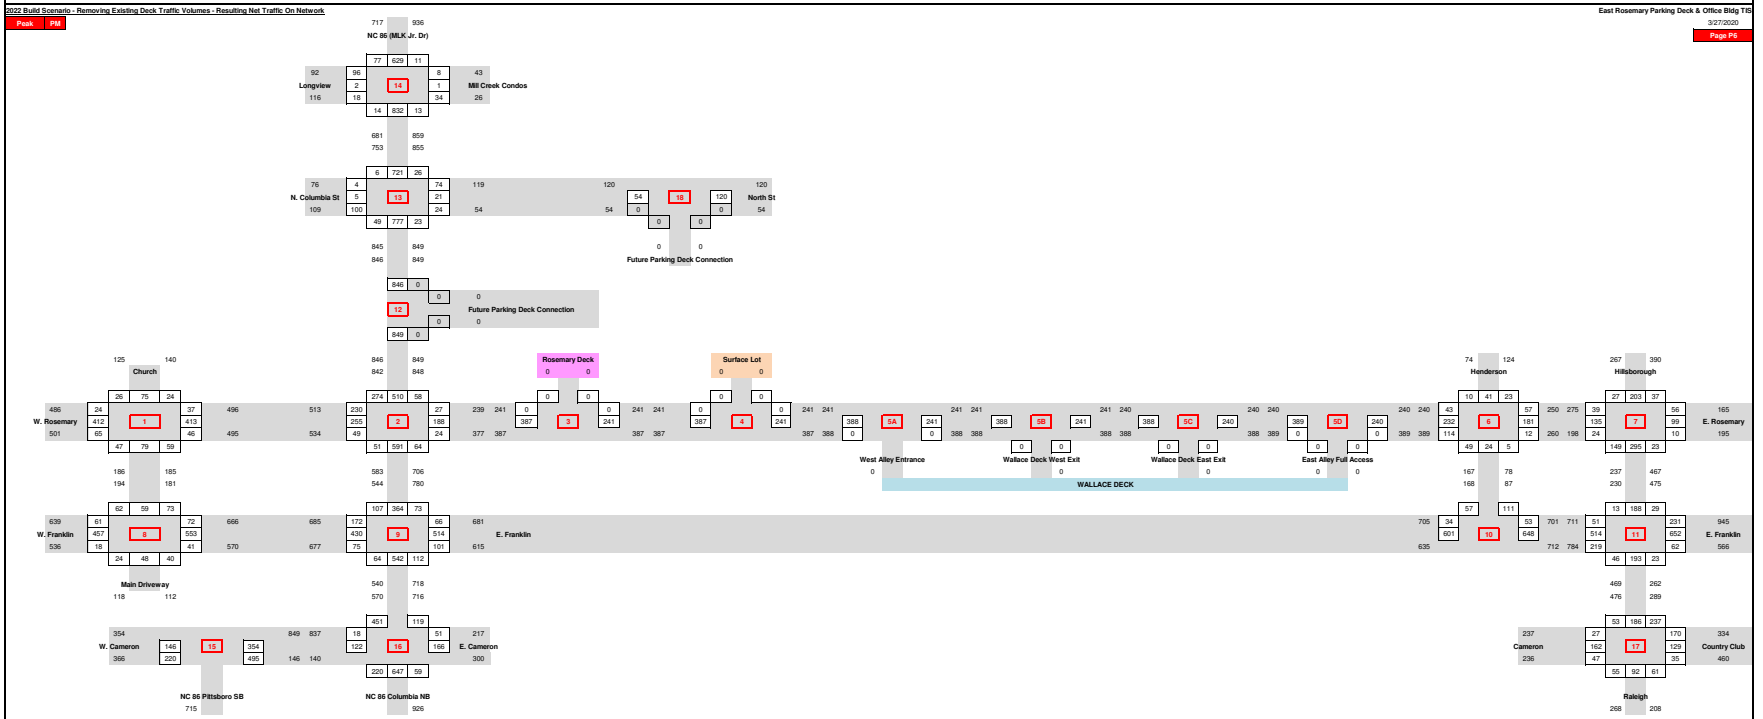 2022 Build Scenario - Removing Existing Deck Traffic Volumes - Resulting Net Traffic On Network East Rosemary Parking Deck & Office Bldg TIS
Peak PM 717 936 3/27/2020
NC 86 (MLK Jr. Dr) Page P6
77 629 11
92 96 8 43
Longview 2 14 1 Mill Creek Condos
116 18 34 26
14 832 13
681 859
753 855
6 721 26
76 4 74 119 120 120
N. Columbia St 5 13 21 54 18 120 North St
109 100 24 54 54 0 0 54
49 777 23 0 0
845 849 0 0
846 849 Future Parking Deck Connection
846 0
0 0
12 Future Parking Deck Connection
0 0
849 0
125 140 846 849 Rosemary Deck Surface Lot 74 124 267 390
Church 842 848 0 0 0 0 Henderson Hillsborough
26 75 24 274 510 58 0 0 0 0 10 41 23 27 203 37
486 24 37 496 513 230 27 239 241 0 0 241 241 0 0 241 241 241 241 241 240 240 240 240 240 43 57 250 275 39 56 165
W. Rosemary 412 1 413 255 2 188 387 3 241 387 4 241 388 5A 241 388 5B 241 388 5C 240 389 5D 240 232 6 181 135 7 99 E. Rosemary
501 65 46 495 534 49 24 377 387 387 387 387 388 0 0 388 388 388 388 388 389 0 0 389 389 114 12 260 198 24 10 195
47 79 59 51 591 64 0 0 0 0 0 0 49 24 5 149 295 23
West Alley Entrance Wallace Deck West Exit Wallace Deck East Exit East Alley Full Access
186 185 583 706 0 0 0 0 0 167 78 237 467
194 181 544 780 WALLACE DECK 168 87 230 475
62 59 73 107 364 73 57 111 13 188 29
639 61 72 666 685 172 66 681 705 34 53 701 711 51 231 945
W. Franklin 457 8 553 430 9 514 E. Franklin 601 10 648 514 11 652 E. Franklin
536 18 41 570 677 75 101 615 635 712 784 219 62 566
24 48 40 64 542 112 46 193 23
Main Driveway 540 718 469 262
118 112 570 716 476 289
451 119 53 186 237
354 849 837 18 51 217 237 27 170 334
W. Cameron 146 15 354 122 16 166 E. Cameron Cameron 162 17 129 Country Club
366 220 495 146 140 300 236 47 35 460
220 647 59 55 92 61
NC 86 Pittsboro SB NC 86 Columbia NB Raleigh
715 926 268 208